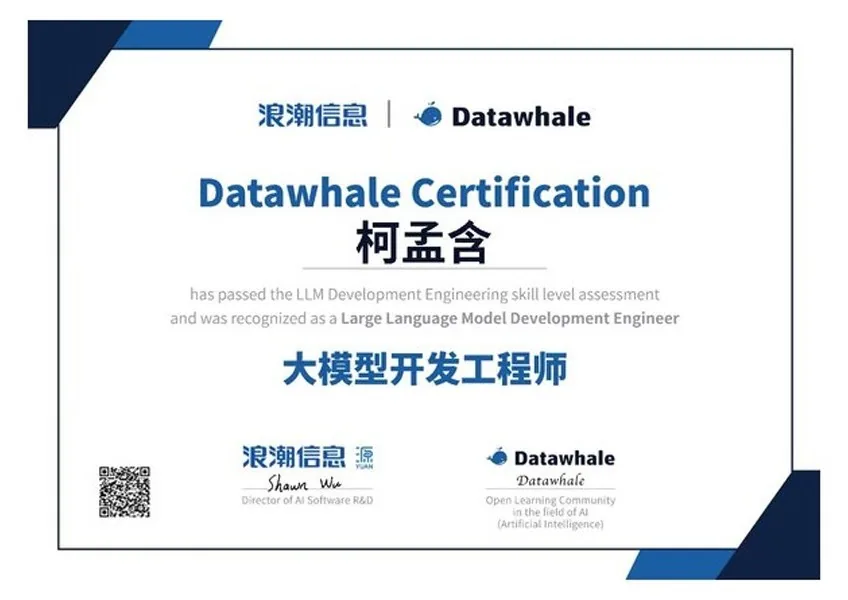 浪潮信息 | Datawhale
Datawhale Certification
柯孟含
has passed the LLM Development Engineering skill level assessment
and was recognized as a Large Language Model Development Engineer
大模型开发工程师
浪潮信息 源 YUAN
Shawn Wu
Director of AI Software R&D
Datawhale
Datawhale
Open Learning Community
in the field of AI
(Artificial Intelligence)